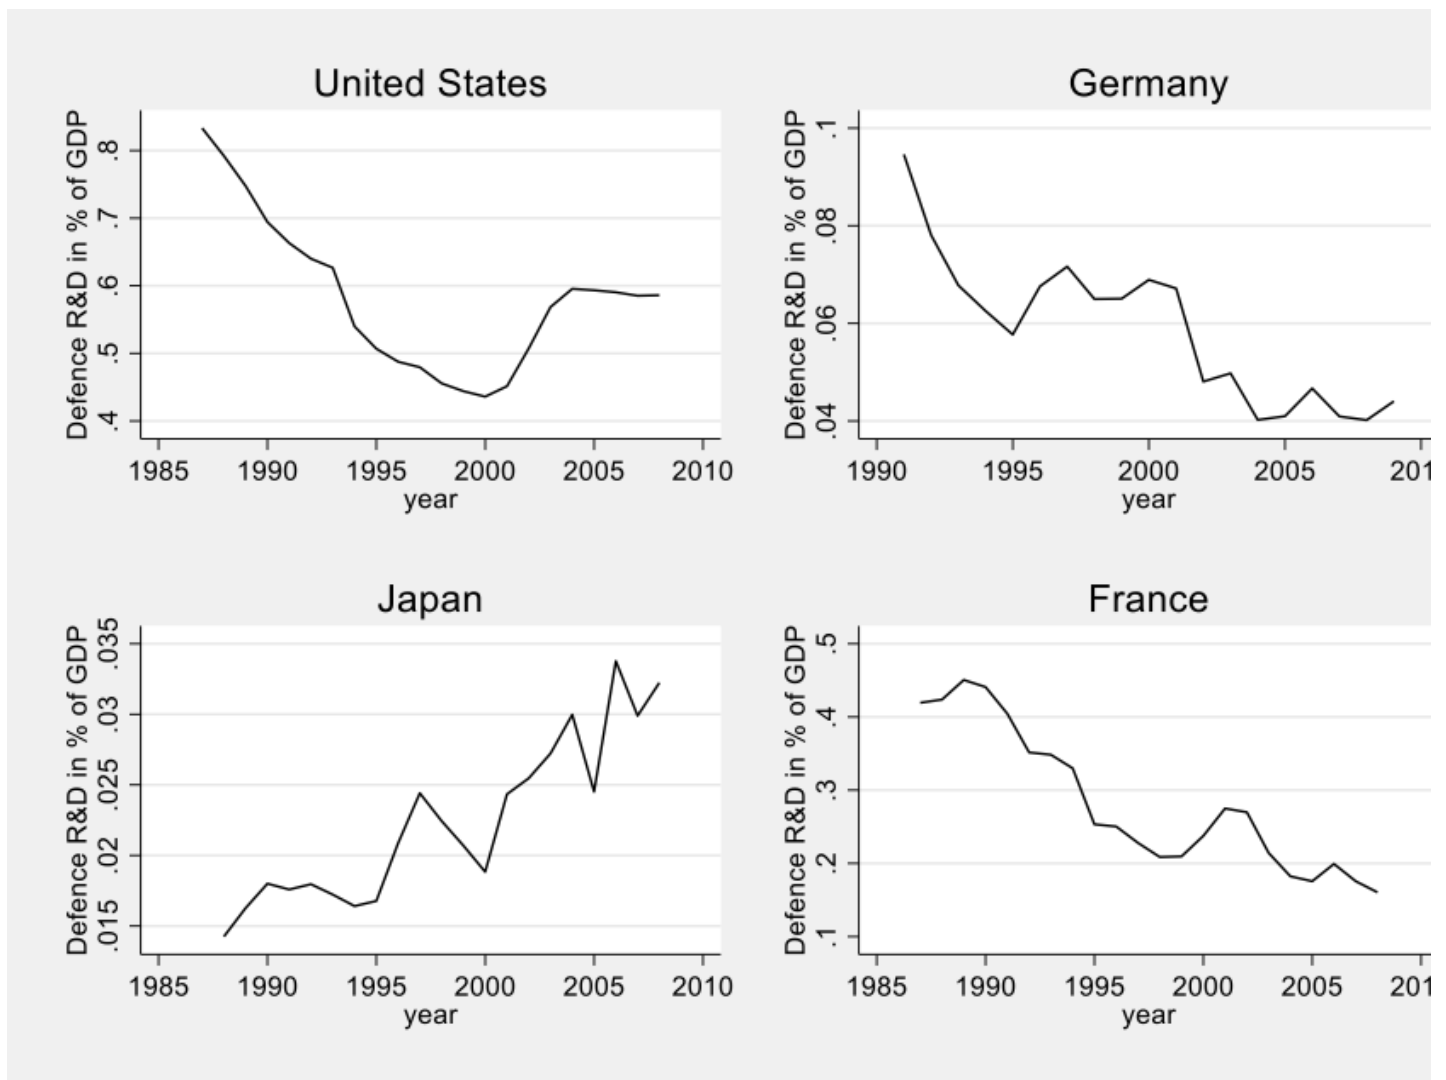 United States
Defence R&D in % of GDP
.8
.7
.6
.5
.4
1985 1990 1995 2000 2005 2010
year
Germany
Defence R&D in % of GDP
.1
.08
.06
.04
1990 1995 2000 2005 201
year
Japan
Defence R&D in % of GDP
.035
.03
.025
.02
.015
1985 1990 1995 2000 2005 2010
year
France
Defence R&D in % of GDP
.5
.4
.3
.2
.1
1985 1990 1995 2000 2005 201
year